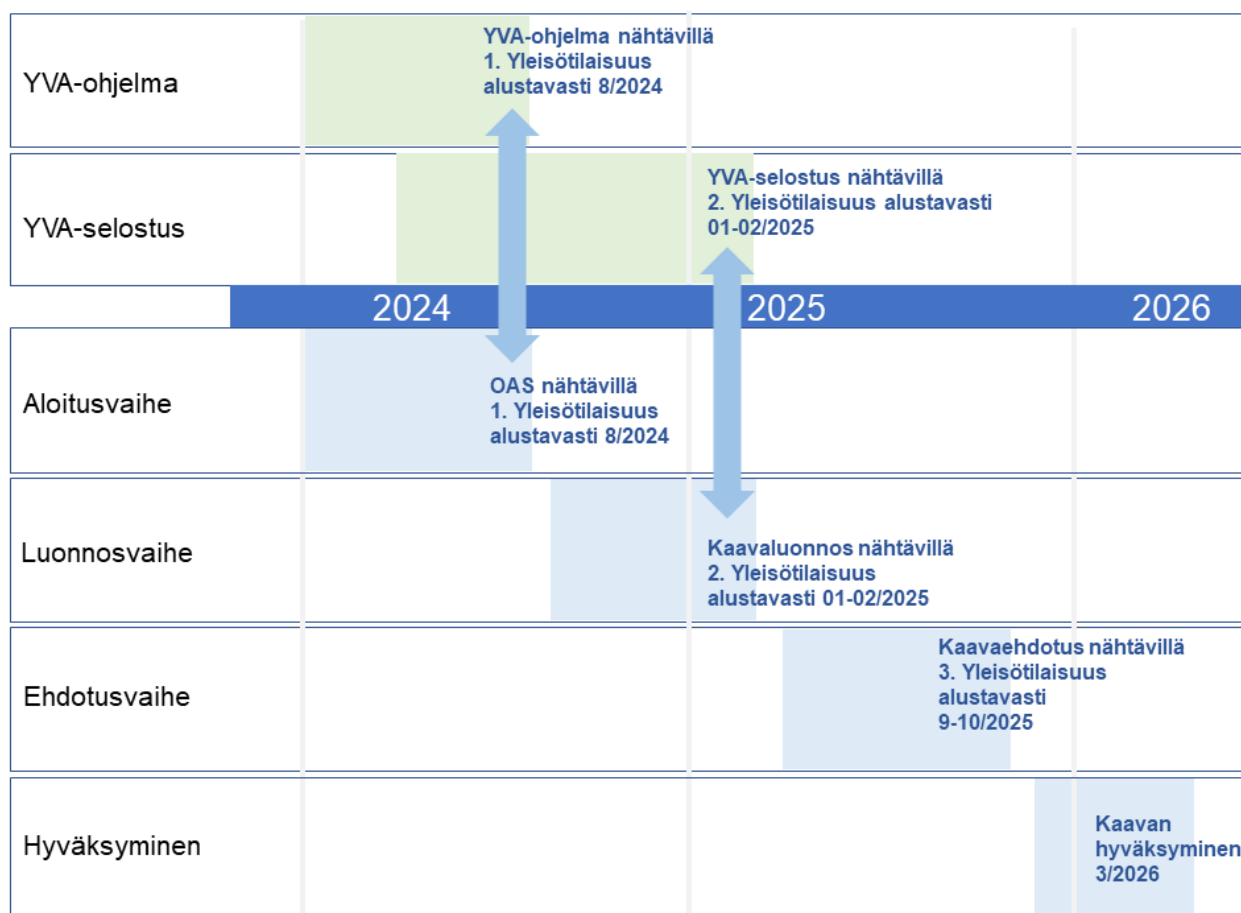 YVA-ohjelma
YVA-ohjelma nähtävillä
1. Yleisötilaisuus
alustavasti 8/2024
YVA-selostus
YVA-selostus nähtävillä
2. Yleisötilaisuus alustavasti
01-02/2025
2024
2025
2026
Aloitusvaihe
OAS nähtävillä
1. Yleisötilaisuus
alustavasti 8/2024
Luonnosvaihe
Kaavaluonnos nähtävillä
2. Yleisötilaisuus
alustavasti 01-02/2025
Ehdotusvaihe
Kaavaehdotus nähtävillä
3. Yleisötilaisuus
alustavasti
9-10/2025
Hyväksyminen
Kaavan
hyväksyminen
3/2026